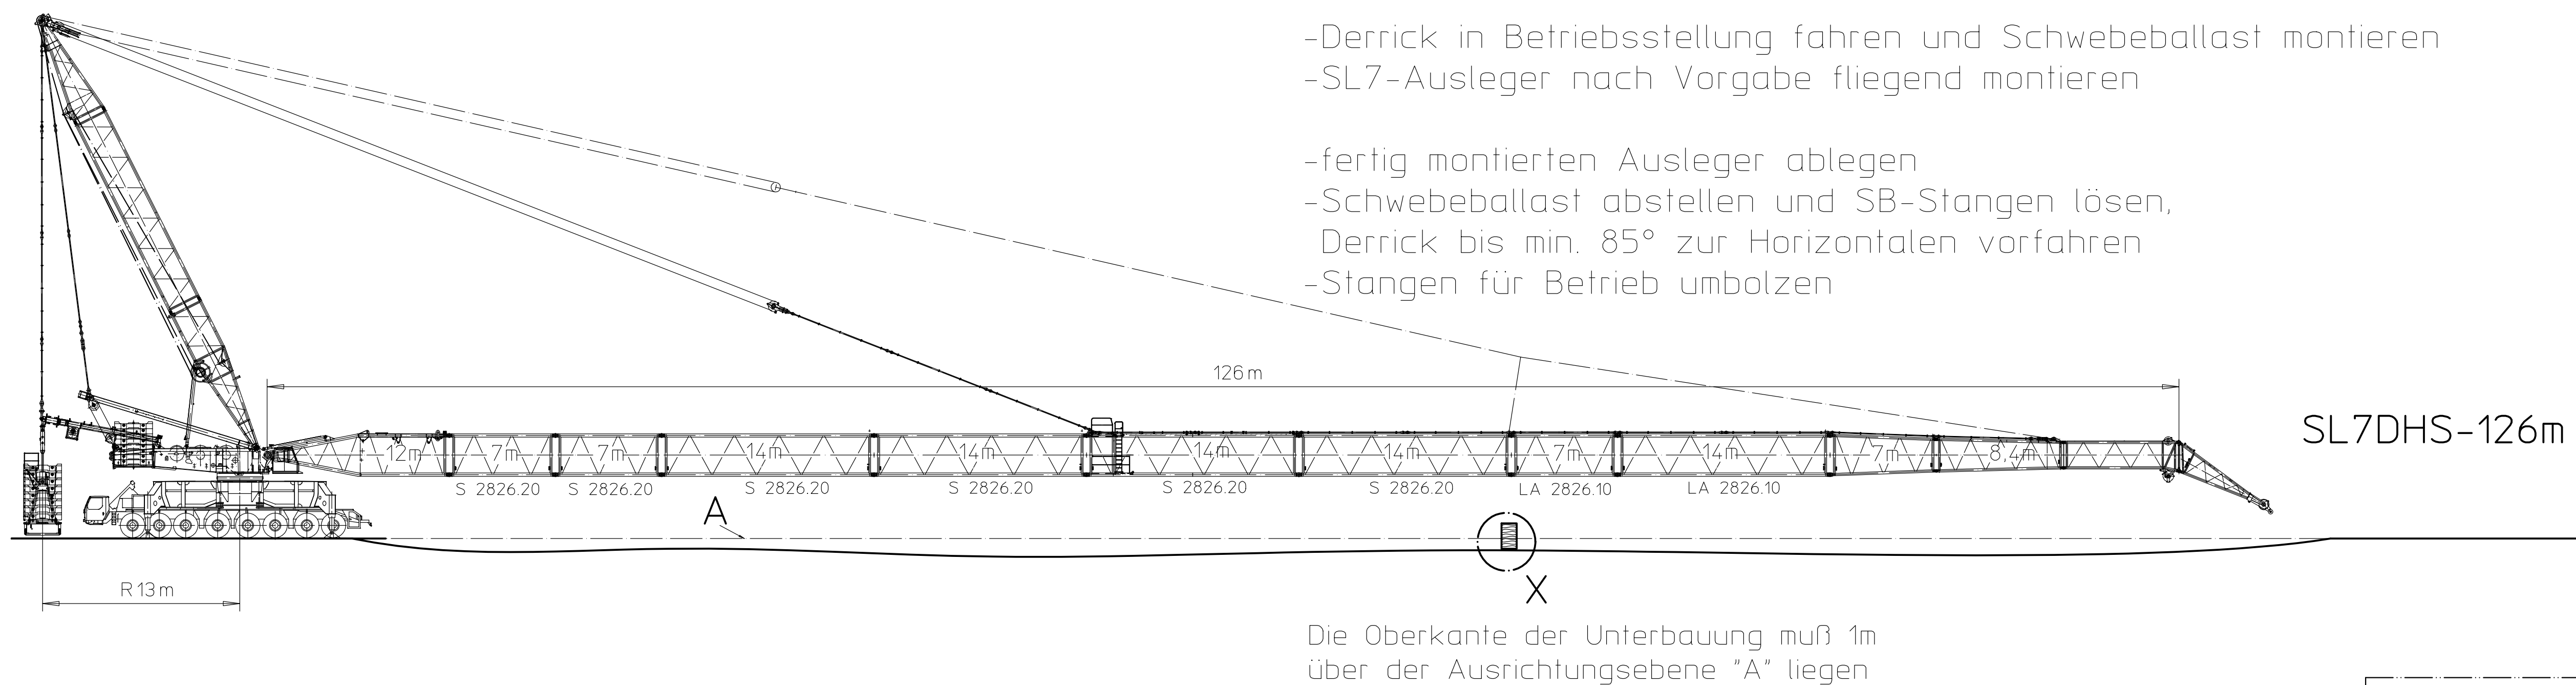 -Derrick in Betriebsstellung fahren und Schwebeballast montieren
-SL7-Ausleger nach Vorgabe fliegend montieren
-fertig montierten Ausleger ablegen
-Schwebeballast abstellen und SB-Stangen lösen,
Derrick bis min. 85° zur Horizontalen vorfahren
-Stangen für Betrieb umbolzen
126m
SL7DHS-126m
12m 7m 7m 14m 14m 14m 14m 7m 14m 7m 8,4m
S 2826.20 S 2826.20 S 2826.20 S 2826.20 S 2826.20 S 2826.20 LA 2826.10 LA 2826.10
A
X
R13m
Die Oberkante der Unterbauung muß 1m
über der Ausrichtungsebene "A" liegen